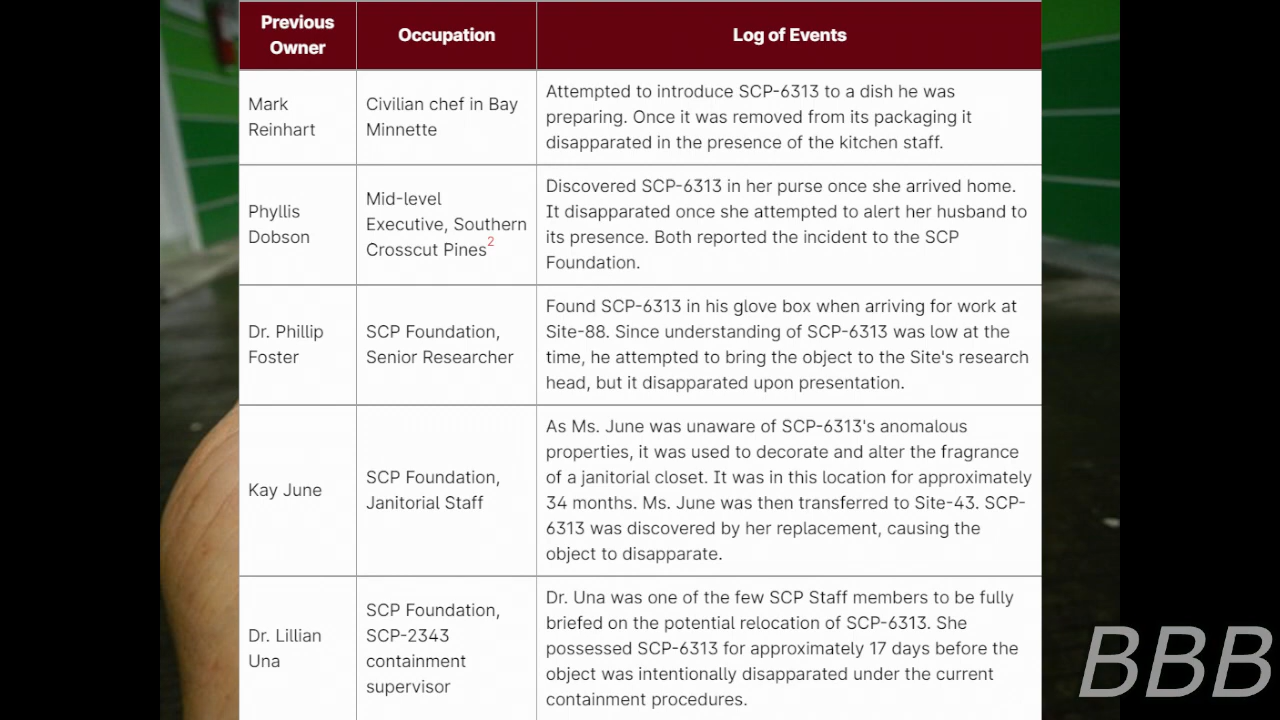 Previous Owner
Occupation
Log of Events
Mark
Reinhart
Civilian chef in Bay
Minnette
Attempted to introduce SCP-6313 to a dish he was
preparing. Once it was removed from its packaging it
disapparated in the presence of the kitchen staff.
Phyllis
Dobson
Mid-level
Executive, Southern
Crosscut Pines2
Discovered SCP-6313 in her purse once she arrived home.
It disapparated once she attempted to alert her husband to
its presence. Both reported the incident to the SCP
Foundation.
Dr. Phillip
Foster
SCP Foundation,
Senior Researcher
Found SCP-6313 in his glove box when arriving for work at
Site-88. Since understanding of SCP-6313 was low at the
time, he attempted to bring the object to the Site's research
head, but it disapparated upon presentation.
Kay June
SCP Foundation,
Janitorial Staff
As Ms. June was unaware of SCP-6313's anomalous
properties, it was used to decorate and alter the fragrance
of a janitorial closet. It was in this location for approximately
34 months. Ms. June was then transferred to Site-43. SCP-
6313 was discovered by her replacement, causing the
object to disapparate.
Dr. Lillian
Una
SCP Foundation,
SCP-2343
containment
supervisor
Dr. Una was one of the few SCP Staff members to be fully
briefed on the potential relocation of SCP-6313. She
possessed SCP-6313 for approximately 17 days before the
object was intentionally disapparated under the current
containment procedures.
BBB